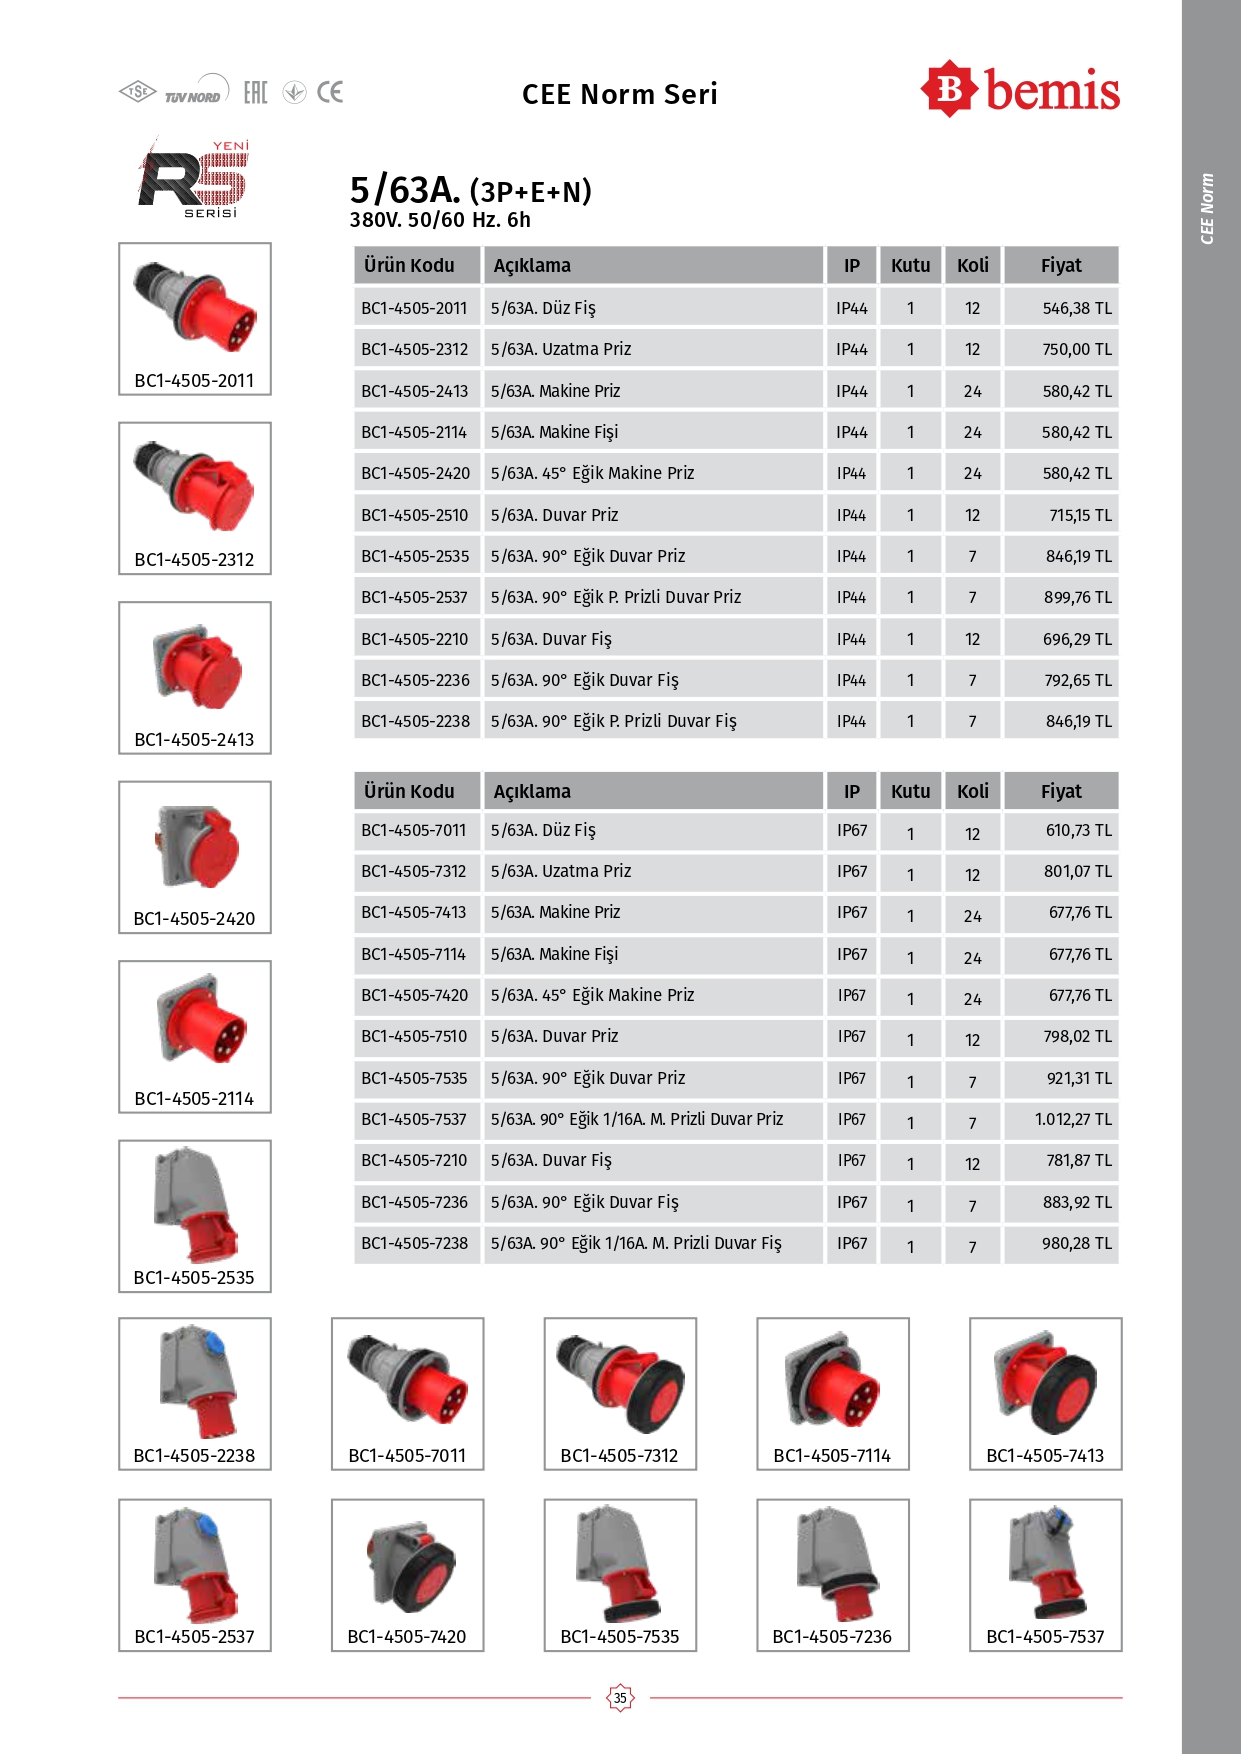 TSE
TÜV NORD
EAC
CE
CEE Norm Seri
B bemis
CEE Norm
YENİ
RS
SERİSİ
5/63A. (3P+E+N)
380V. 50/60 Hz. 6h
Ürün Kodu Açıklama IP Kutu Koli Fiyat
BC1-4505-2011 5/63A. Düz Fiş IP44 1 12 546,38 TL
BC1-4505-2312 5/63A. Uzatma Priz IP44 1 12 750,00 TL
BC1-4505-2413 5/63A. Makine Priz IP44 1 24 580,42 TL
BC1-4505-2114 5/63A. Makine Fişi IP44 1 24 580,42 TL
BC1-4505-2420 5/63A. 45° Eğik Makine Priz IP44 1 24 580,42 TL
BC1-4505-2510 5/63A. Duvar Priz IP44 1 12 715,15 TL
BC1-4505-2535 5/63A. 90° Eğik Duvar Priz IP44 1 7 846,19 TL
BC1-4505-2537 5/63A. 90° Eğik P. Prizli Duvar Priz IP44 1 7 899,76 TL
BC1-4505-2210 5/63A. Duvar Fiş IP44 1 12 696,29 TL
BC1-4505-2236 5/63A. 90° Eğik Duvar Fiş IP44 1 7 792,65 TL
BC1-4505-2238 5/63A. 90° Eğik P. Prizli Duvar Fiş IP44 1 7 846,19 TL
Ürün Kodu Açıklama IP Kutu Koli Fiyat
BC1-4505-7011 5/63A. Düz Fiş IP67 1 12 610,73 TL
BC1-4505-7312 5/63A. Uzatma Priz IP67 1 12 801,07 TL
BC1-4505-7413 5/63A. Makine Priz IP67 1 24 677,76 TL
BC1-4505-7114 5/63A. Makine Fişi IP67 1 24 677,76 TL
BC1-4505-7420 5/63A. 45° Eğik Makine Priz IP67 1 24 677,76 TL
BC1-4505-7510 5/63A. Duvar Priz IP67 1 12 798,02 TL
BC1-4505-7535 5/63A. 90° Eğik Duvar Priz IP67 1 7 921,31 TL
BC1-4505-7537 5/63A. 90° Eğik 1/16A. M. Prizli Duvar Priz IP67 1 7 1.012,27 TL
BC1-4505-7210 5/63A. Duvar Fiş IP67 1 12 781,87 TL
BC1-4505-7236 5/63A. 90° Eğik Duvar Fiş IP67 1 7 883,92 TL
BC1-4505-7238 5/63A. 90° Eğik 1/16A. M. Prizli Duvar Fiş IP67 1 7 980,28 TL
BC1-4505-2011
BC1-4505-2312
BC1-4505-2413
BC1-4505-2420
BC1-4505-2114
BC1-4505-2535
BC1-4505-2238 BC1-4505-7011 BC1-4505-7312 BC1-4505-7114 BC1-4505-7413
BC1-4505-2537 BC1-4505-7420 BC1-4505-7535 BC1-4505-7236 BC1-4505-7537
35